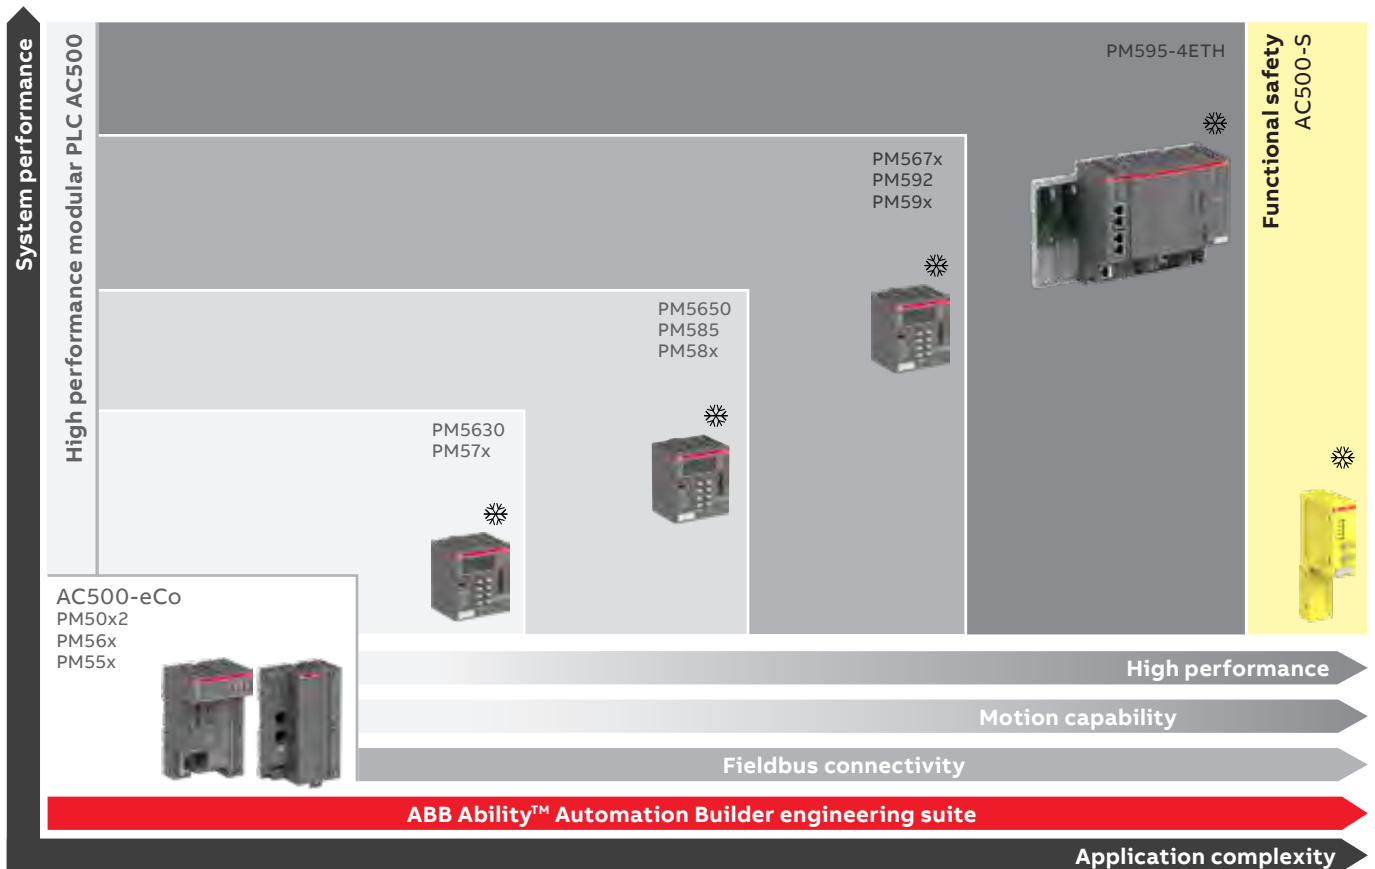 System performance
High performance modular PLC AC500
PM595-4ETH
Functional safety
AC500-S
PM567x
PM592
PM59x
PM5650
PM585
PM58x
PM5630
PM57x
AC500-eCo
PM50x2
PM56x
PM55x
High performance
Motion capability
Fieldbus connectivity
ABB Ability™ Automation Builder engineering suite
Application complexity